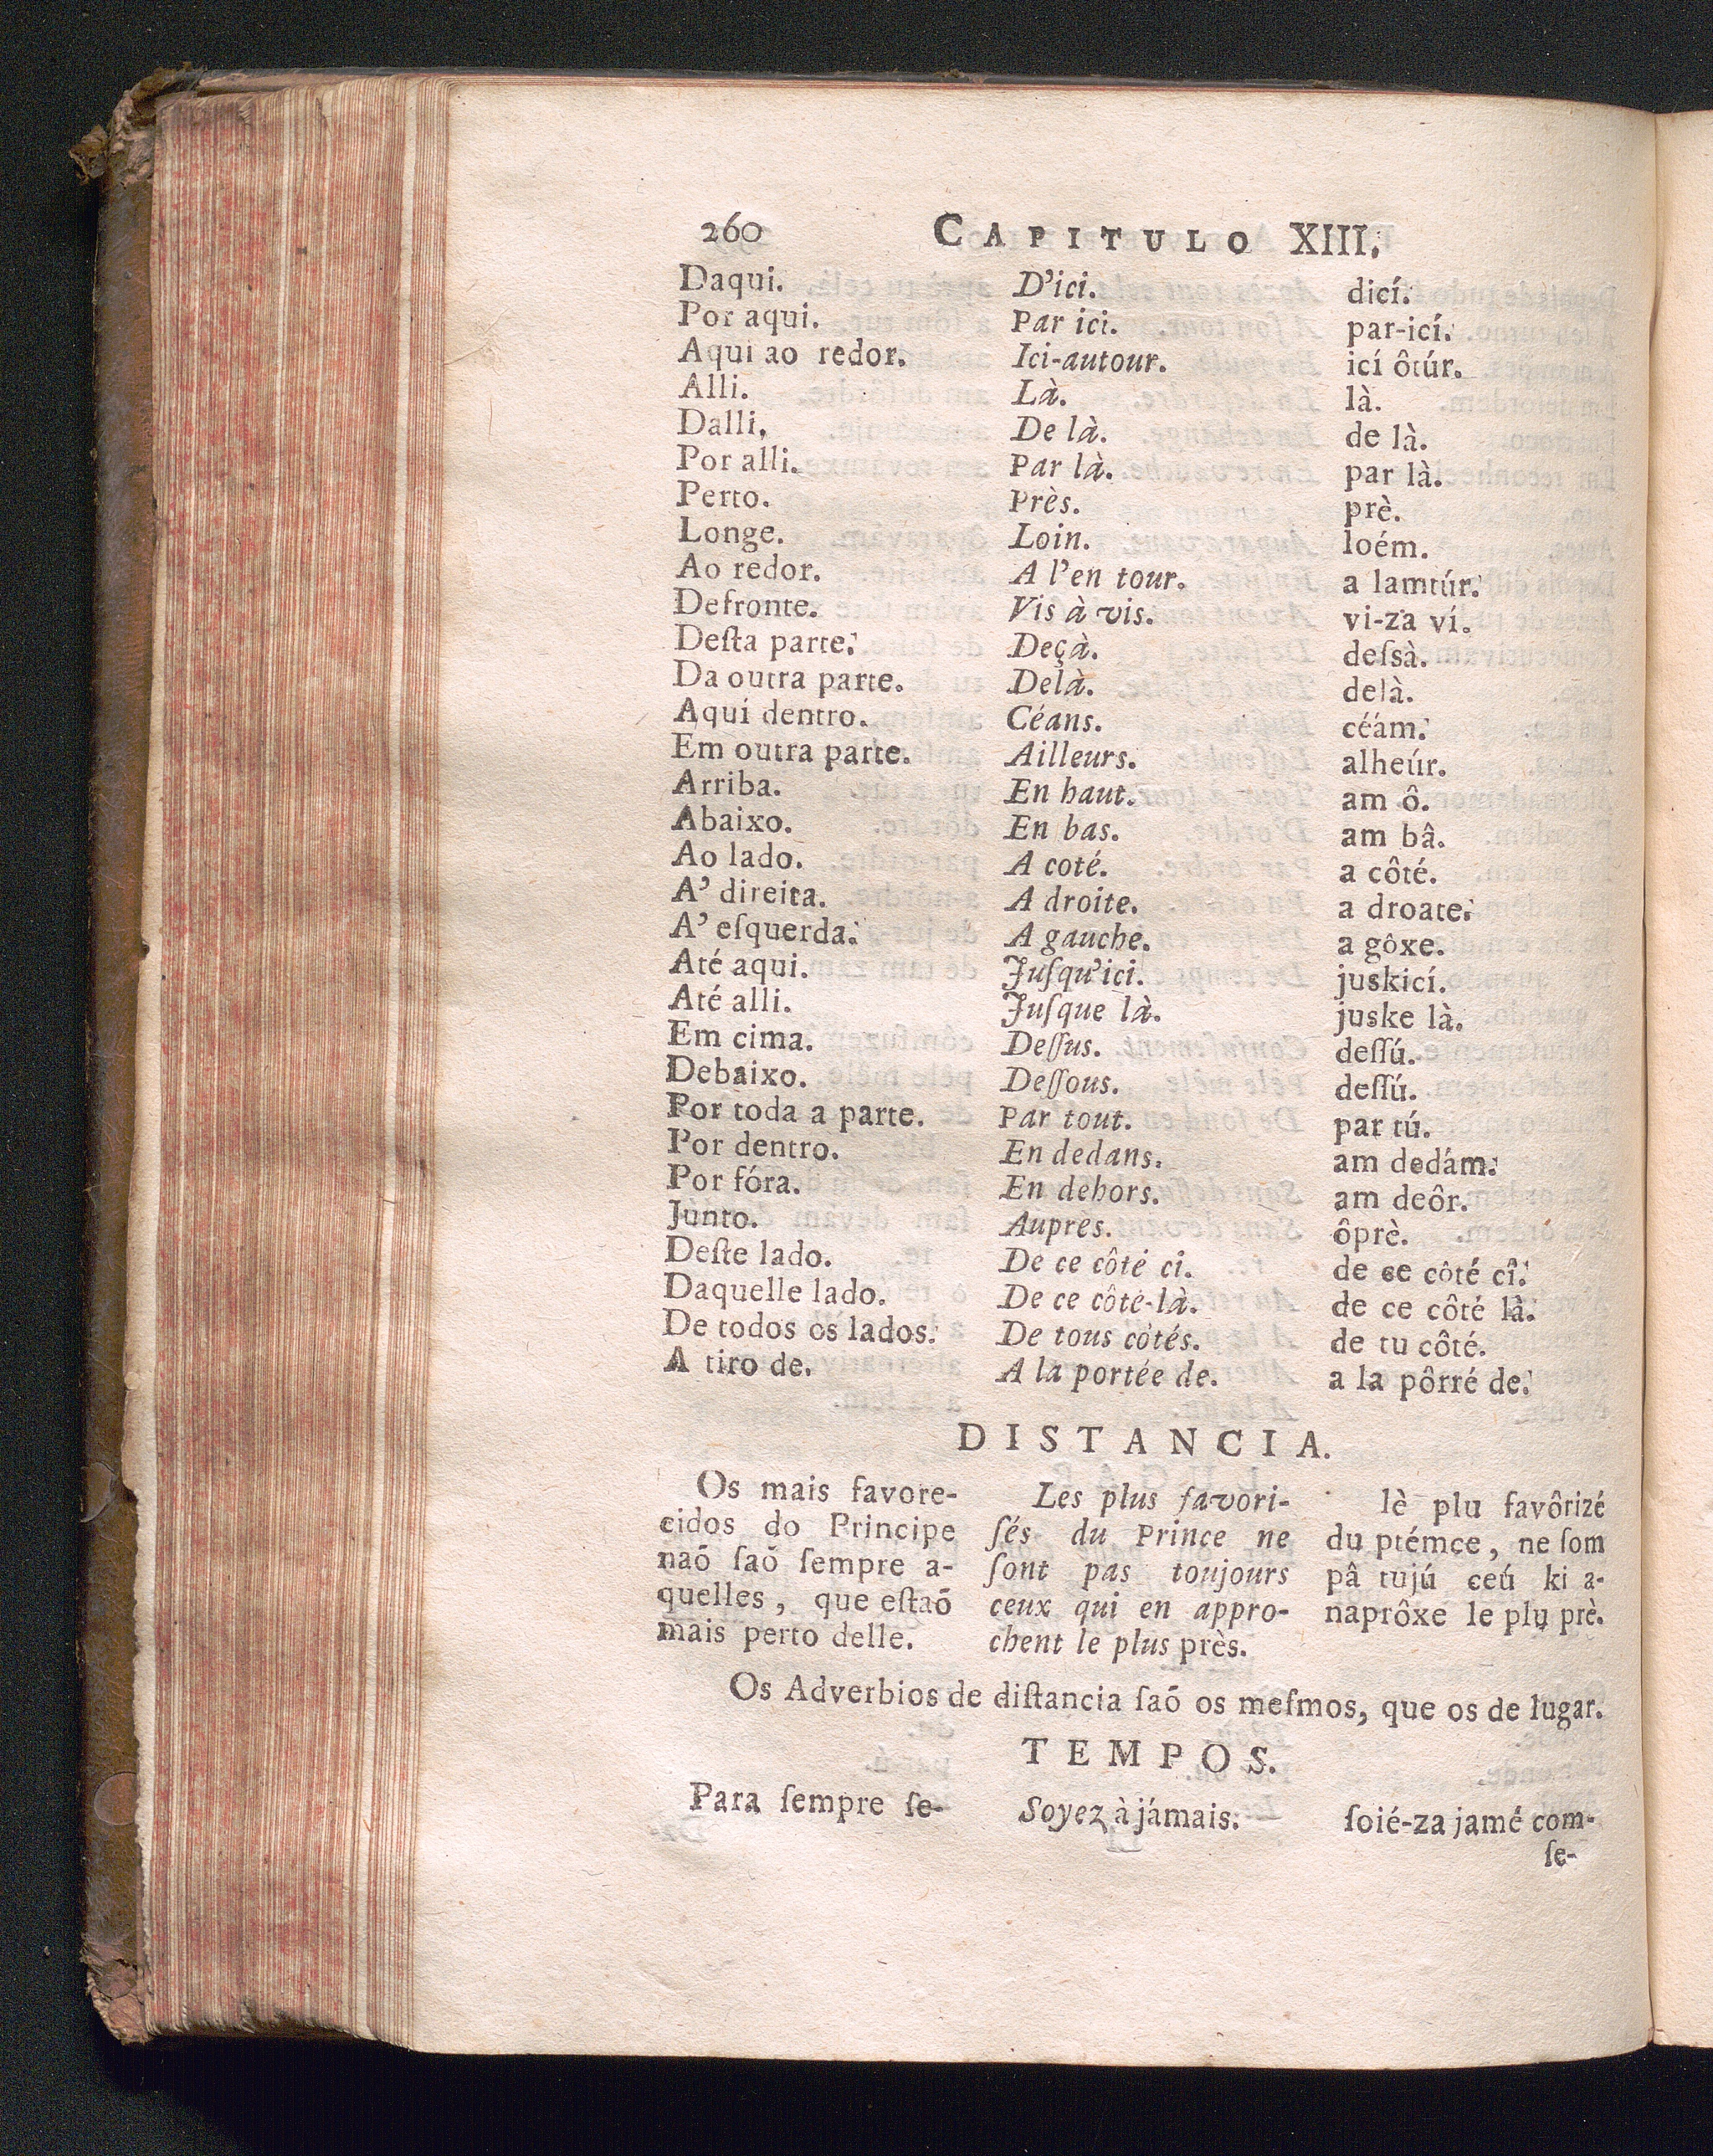 260 CAPITULO XIII.
Daqui. D'ici. dicí.
Por aqui. Par ici. par-icí.
Aqui ao redor. Ici-autour. icí ôtúr.
Alli. Là. là.
Dalli. De là. de là.
Por alli. Par là. par là.
Perto. Près. prè.
Longe. Loin. loém.
Ao redor. A l'en tour. a lamtúr.
Defronte. Vis à vis. vi-za ví.
Deſta parte. Deçà. deſsà.
Da outra parte. Delà. delà.
Aqui dentro. Céans. céám.
Em outra parte. Ailleurs. alheúr.
Arriba. En haut. am ô.
Abaixo. En bas. am bâ.
Ao lado. A coté. a côté.
A' direita. A droite. a droate.
A' eſquerda. A gauche. a gôxe.
Até aqui. Juſqu'ici. juskicí.
Até alli. Juſque là. juske là.
Em cima. Deſſus. deſſú.
Debaixo. Deſſous. deſſú.
Por toda a parte. Par tout. par tú.
Por dentro. En dedans. am dedám.
Por fóra. En dehors. am deôr.
Junto. Auprès. ôprè.
Deſte lado. De ce côté ci. de ce côté cî.
Daquelle lado. De ce côté-là. de ce côté là.
De todos os lados. De tous côtés. de tu côté.
A tiro de. A la portée de. a la pôrré de.
DISTANCIA.
Os mais favore- Les plus favori- lè plu favôrizé
cidos do Principe ſés du Prince ne du ptémce, ne ſom
naõ ſaõ ſempre a- ſont pas toujours pâ tujú ceú ki a-
quelles, que eſtaõ ceux qui en appro- naprôxe le plu prè.
mais perto delle. chent le plus près.
Os Adverbios de diſtancia ſaõ os meſmos, que os de lugar.
TEMPOS.
Para ſempre ſe- Soyez à jámais. ſoié-za jamé com-
ſe-